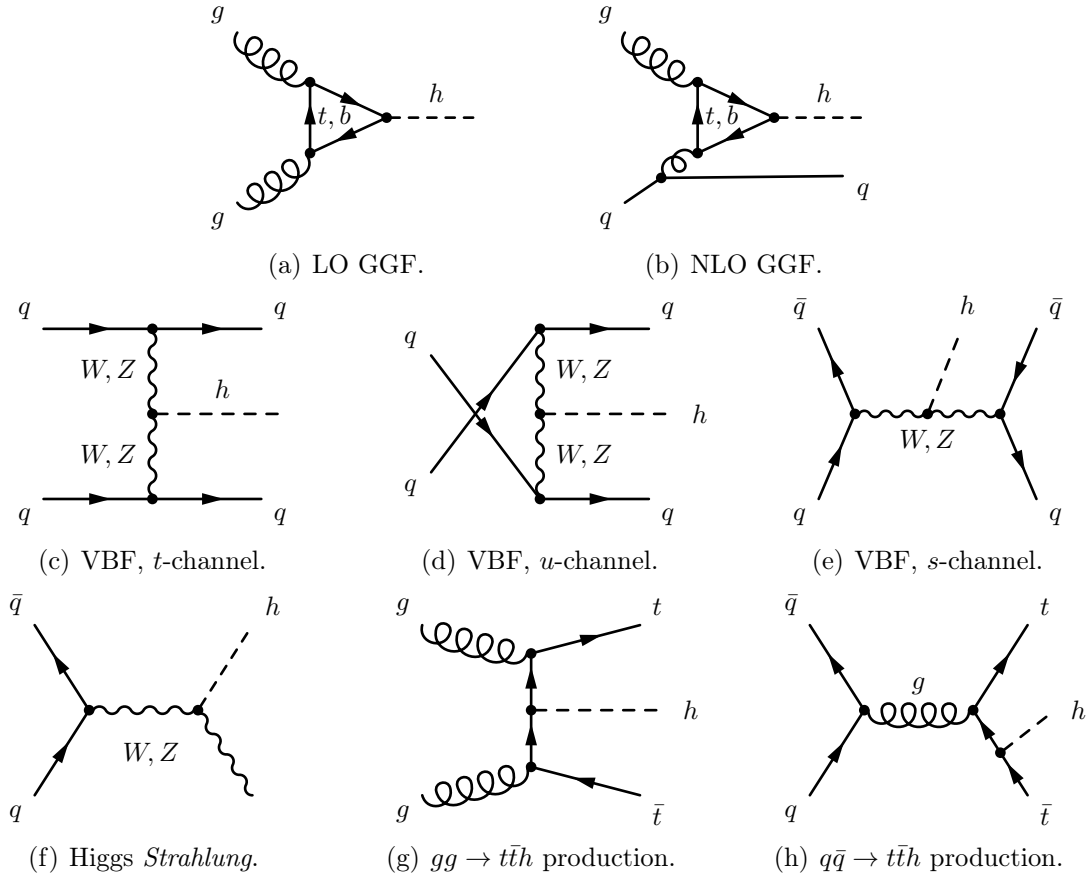 g
g
t, b
h
g
(a) LO GGF.
g
t, b
h
q
q
(b) NLO GGF.
q
q
W, Z
h
W, Z
q
q
(c) VBF, t-channel.
q
q
W, Z
h
W, Z
q
q
(d) VBF, u-channel.
q̄
h
q̄
W, Z
q
q
(e) VBF, s-channel.
q̄
h
W, Z
q
(f) Higgs Strahlung.
g
t
h
g
t̄
(g) gg → tt̄h production.
q̄
t
g
h
q
t̄
(h) qq̄ → tt̄h production.